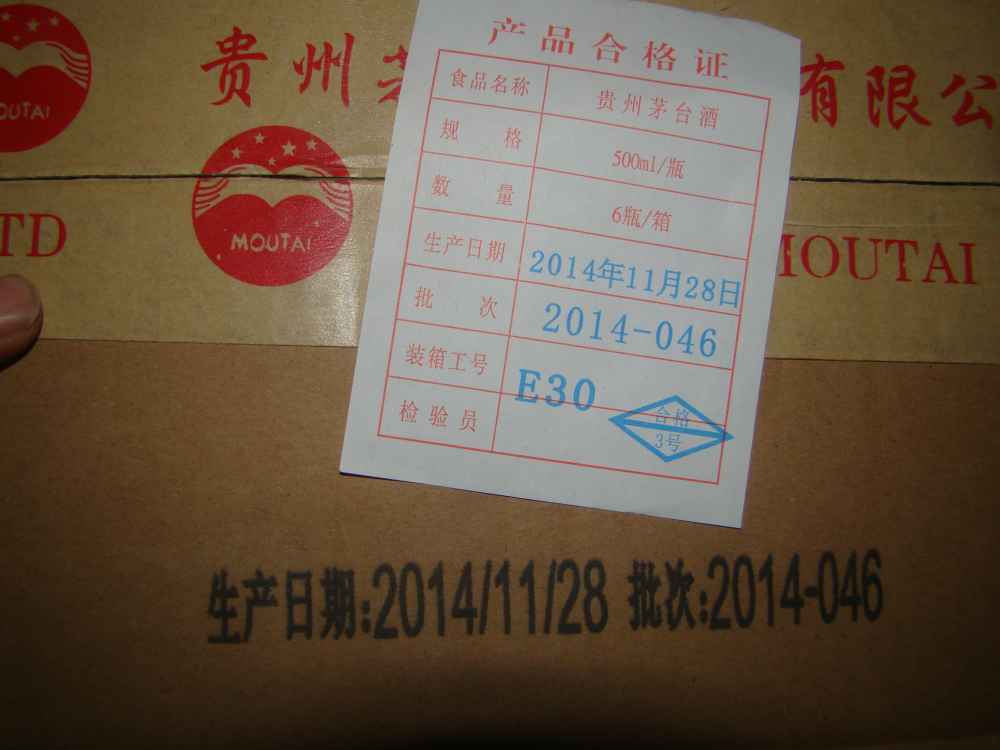 产品合格证
食品名称 贵州茅台酒
规格 500ml/瓶
数量 6瓶/箱
生产日期 2014年11月28日
批次 2014-046
装箱工号 E30
检验员 合格 3号
贵州
有限公
MOUTAI
MOUTAI
TD
MOUTAI
生产日期:2014/11/28 批次:2014-046